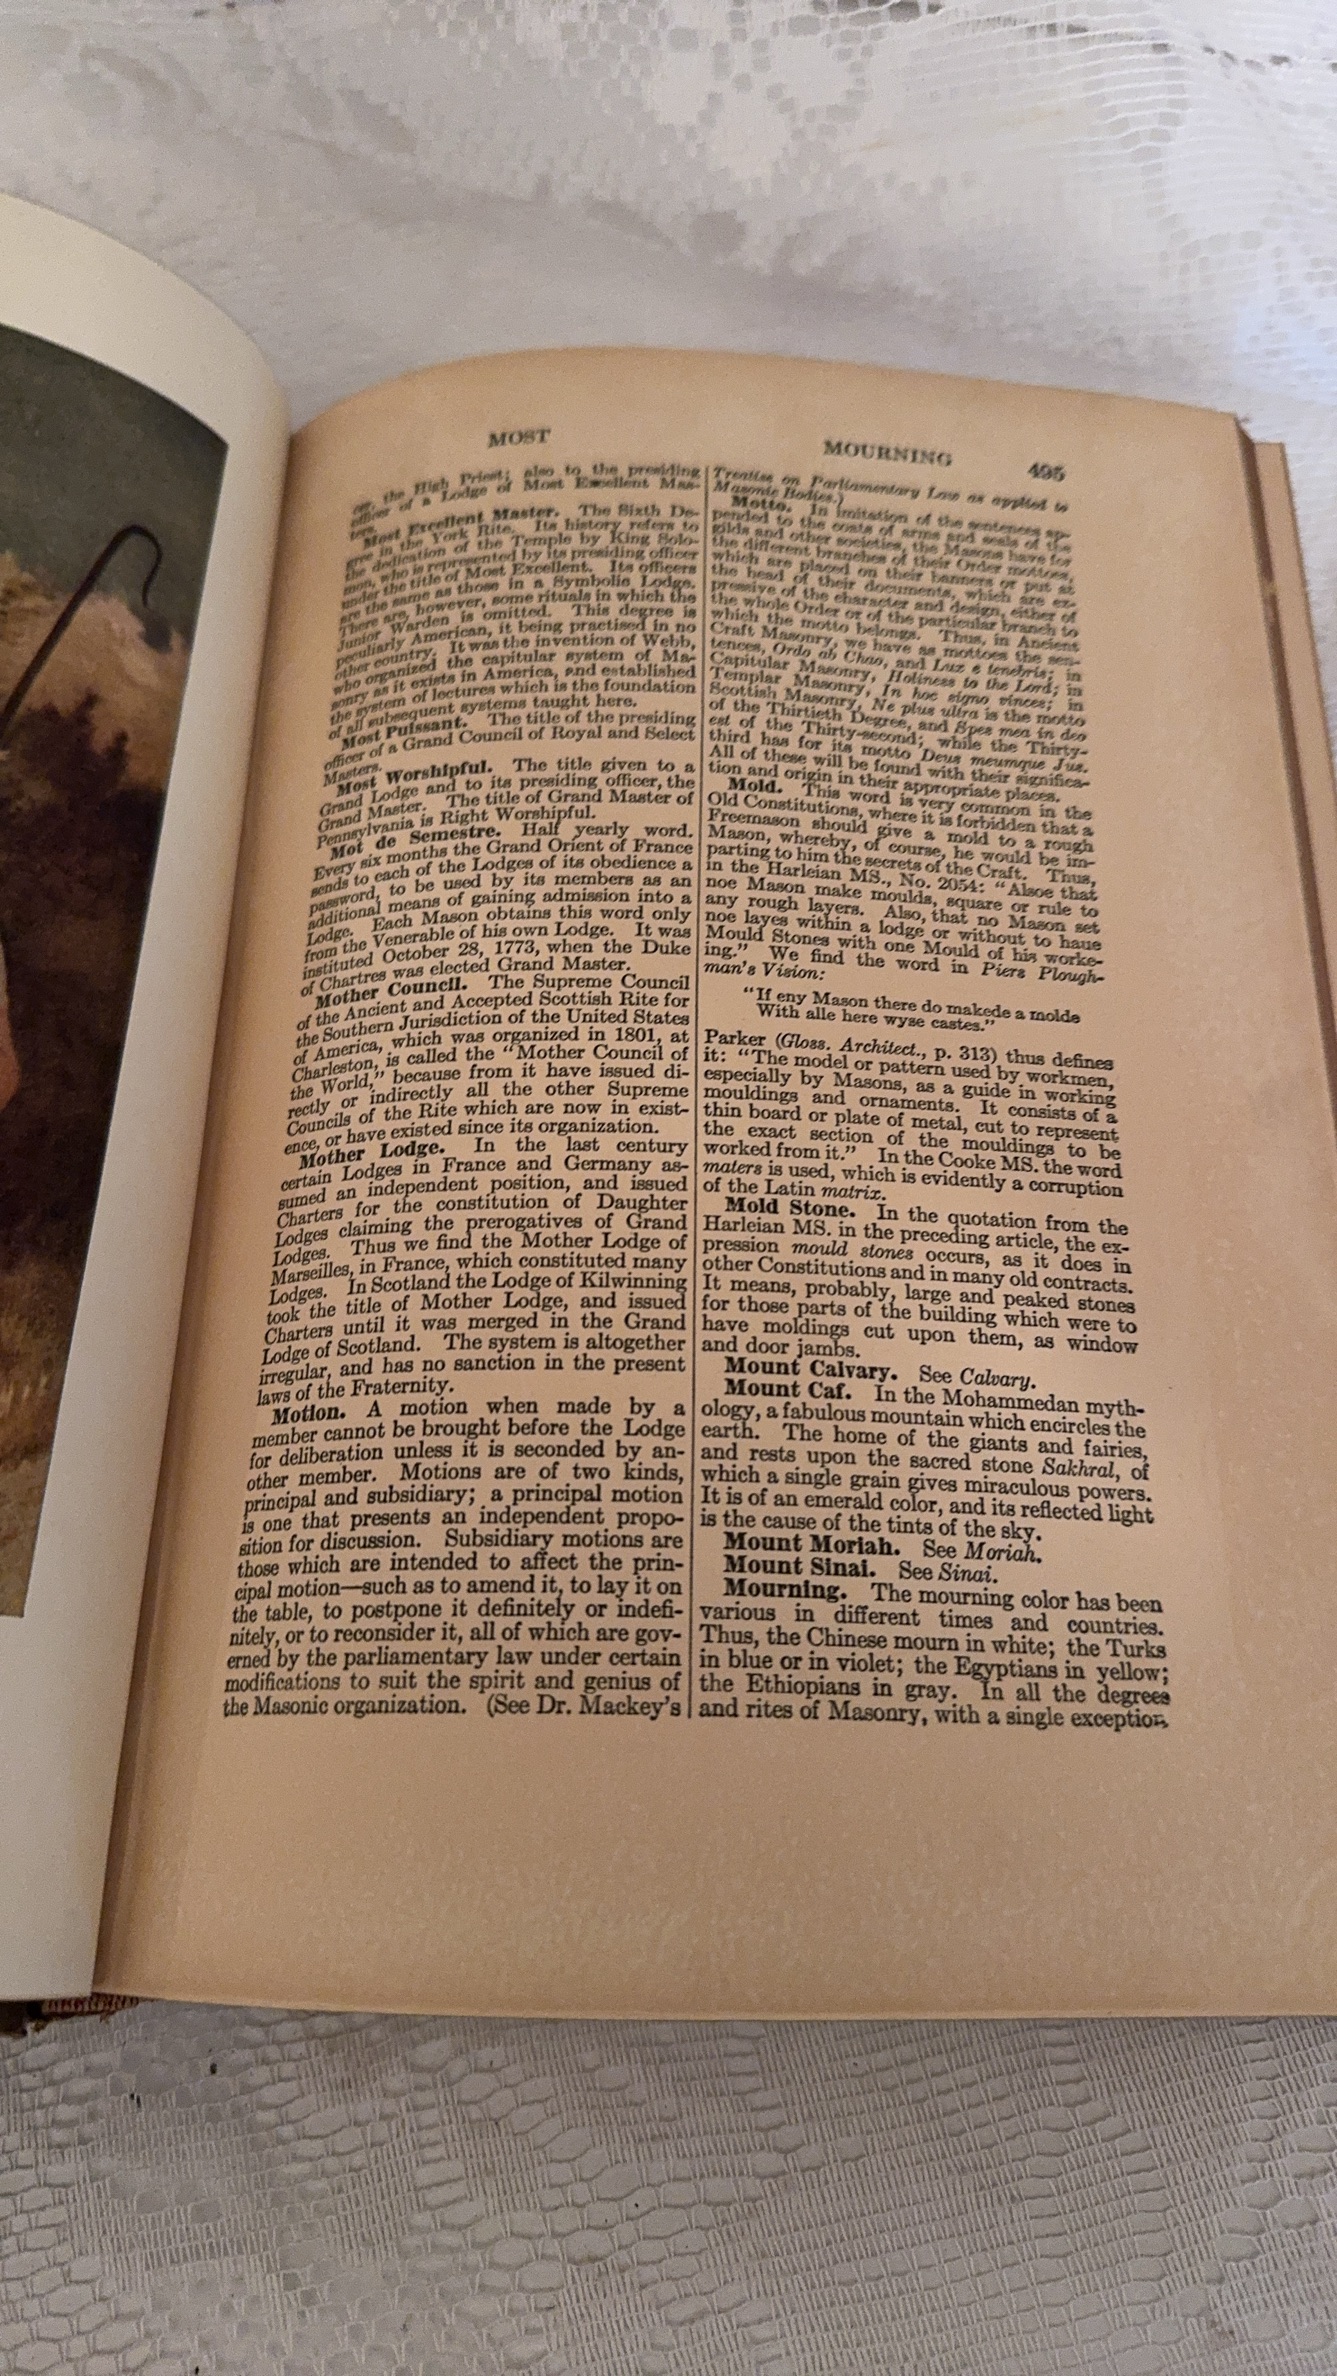 MOST
MOURNING 495
ter, the High Priest; also to the presiding
officer of a Lodge of Most Excellent Mas-
ters.
Most Excellent Master. The Sixth De-
gree in the York Rite. Its history refers to
the dedication of the Temple by King Solo-
mon, who is represented by its presiding officer
under the title of Most Excellent. Its officers
are the same as those in a Symbolic Lodge.
There are, however, some rituals in which the
Junior Warden is omitted. This degree is
peculiarly American, it being practised in no
other country. It was the invention of Webb,
who organized the capitular system of Ma-
sonry as it exists in America, and established
the system of lectures which is the foundation
of all subsequent systems taught here.
Most Puissant. The title of the presiding
officer of a Grand Council of Royal and Select
Masters.
Most Worshipful. The title given to a
Grand Lodge and to its presiding officer, the
Grand Master. The title of Grand Master of
Pennsylvania is Right Worshipful.
Mot de Semestre. Half yearly word.
Every six months the Grand Orient of France
sends to each of the Lodges of its obedience a
password, to be used by its members as an
additional means of gaining admission into a
Lodge. Each Mason obtains this word only
from the Venerable of his own Lodge. It was
instituted October 28, 1773, when the Duke
of Chartres was elected Grand Master.
Mother Council. The Supreme Council
of the Ancient and Accepted Scottish Rite for
the Southern Jurisdiction of the United States
of America, which was organized in 1801, at
Charleston, is called the "Mother Council of
the World," because from it have issued di-
rectly or indirectly all the other Supreme
Councils of the Rite which are now in exist-
ence, or have existed since its organization.
Mother Lodge. In the last century
certain Lodges in France and Germany as-
sumed an independent position, and issued
Charters for the constitution of Daughter
Lodges claiming the prerogatives of Grand
Lodges. Thus we find the Mother Lodge of
Marseilles, in France, which constituted many
Lodges. In Scotland the Lodge of Kilwinning
took the title of Mother Lodge, and issued
Charters until it was merged in the Grand
Lodge of Scotland. The system is altogether
irregular, and has no sanction in the present
laws of the Fraternity.
Motion. A motion when made by a
member cannot be brought before the Lodge
for deliberation unless it is seconded by an-
other member. Motions are of two kinds,
principal and subsidiary; a principal motion
is one that presents an independent propo-
sition for discussion. Subsidiary motions are
those which are intended to affect the prin-
cipal motion—such as to amend it, to lay it on
the table, to postpone it definitely or indefi-
nitely, or to reconsider it, all of which are gov-
erned by the parliamentary law under certain
modifications to suit the spirit and genius of
the Masonic organization. (See Dr. Mackey's
Treatise on Parliamentary Law as applied to
Masonic Bodies.)
Motto. In imitation of the sentences ap-
pended to the coats of arms and seals of the
gilds and other societies, the Masons have for
the different branches of their Order mottoes,
which are placed on their banners or put at
the head of their documents, which are ex-
pressive of the character and design, either of
the whole Order or of the particular branch to
which the motto belongs. Thus, in Ancient
Craft Masonry, we have as mottoes the sen-
tences, Ordo ab Chao, and Lux e tenebris; in
Capitular Masonry, Holiness to the Lord; in
Templar Masonry, In hoc signo vinces; in
Scottish Masonry, Ne plus ultra is the motto
of the Thirtieth Degree, and Spes mea in deo
est of the Thirty-second; while the Thirty-
third has for its motto Deus meumque Jus.
All of these will be found with their significa-
tion and origin in their appropriate places.
Mold. This word is very common in the
Old Constitutions, where it is forbidden that a
Freemason should give a mold to a rough
Mason, whereby, of course, he would be im-
parting to him the secrets of the Craft. Thus,
in the Harleian MS., No. 2054: "Alsoe that
noe Mason make moulds, square or rule to
any rough layers. Also, that no Mason set
noe layes within a lodge or without to haue
Mould Stones with one Mould of his worke-
ing." We find the word in Piers Plough-
man's Vision:
"If eny Mason there do makede a molde
With alle here wyse castes."
Parker (Gloss. Architect., p. 313) thus defines
it: "The model or pattern used by workmen,
especially by Masons, as a guide in working
mouldings and ornaments. It consists of a
thin board or plate of metal, cut to represent
the exact section of the mouldings to be
worked from it." In the Cooke MS. the word
maters is used, which is evidently a corruption
of the Latin matrix.
Mold Stone. In the quotation from the
Harleian MS. in the preceding article, the ex-
pression mould stones occurs, as it does in
other Constitutions and in many old contracts.
It means, probably, large and peaked stones
for those parts of the building which were to
have moldings cut upon them, as window
and door jambs.
Mount Calvary. See Calvary.
Mount Caf. In the Mohammedan myth-
ology, a fabulous mountain which encircles the
earth. The home of the giants and fairies,
and rests upon the sacred stone Sakhral, of
which a single grain gives miraculous powers.
It is of an emerald color, and its reflected light
is the cause of the tints of the sky.
Mount Moriah. See Moriah.
Mount Sinai. See Sinai.
Mourning. The mourning color has been
various in different times and countries.
Thus, the Chinese mourn in white; the Turks
in blue or in violet; the Egyptians in yellow;
the Ethiopians in gray. In all the degrees
and rites of Masonry, with a single exception,